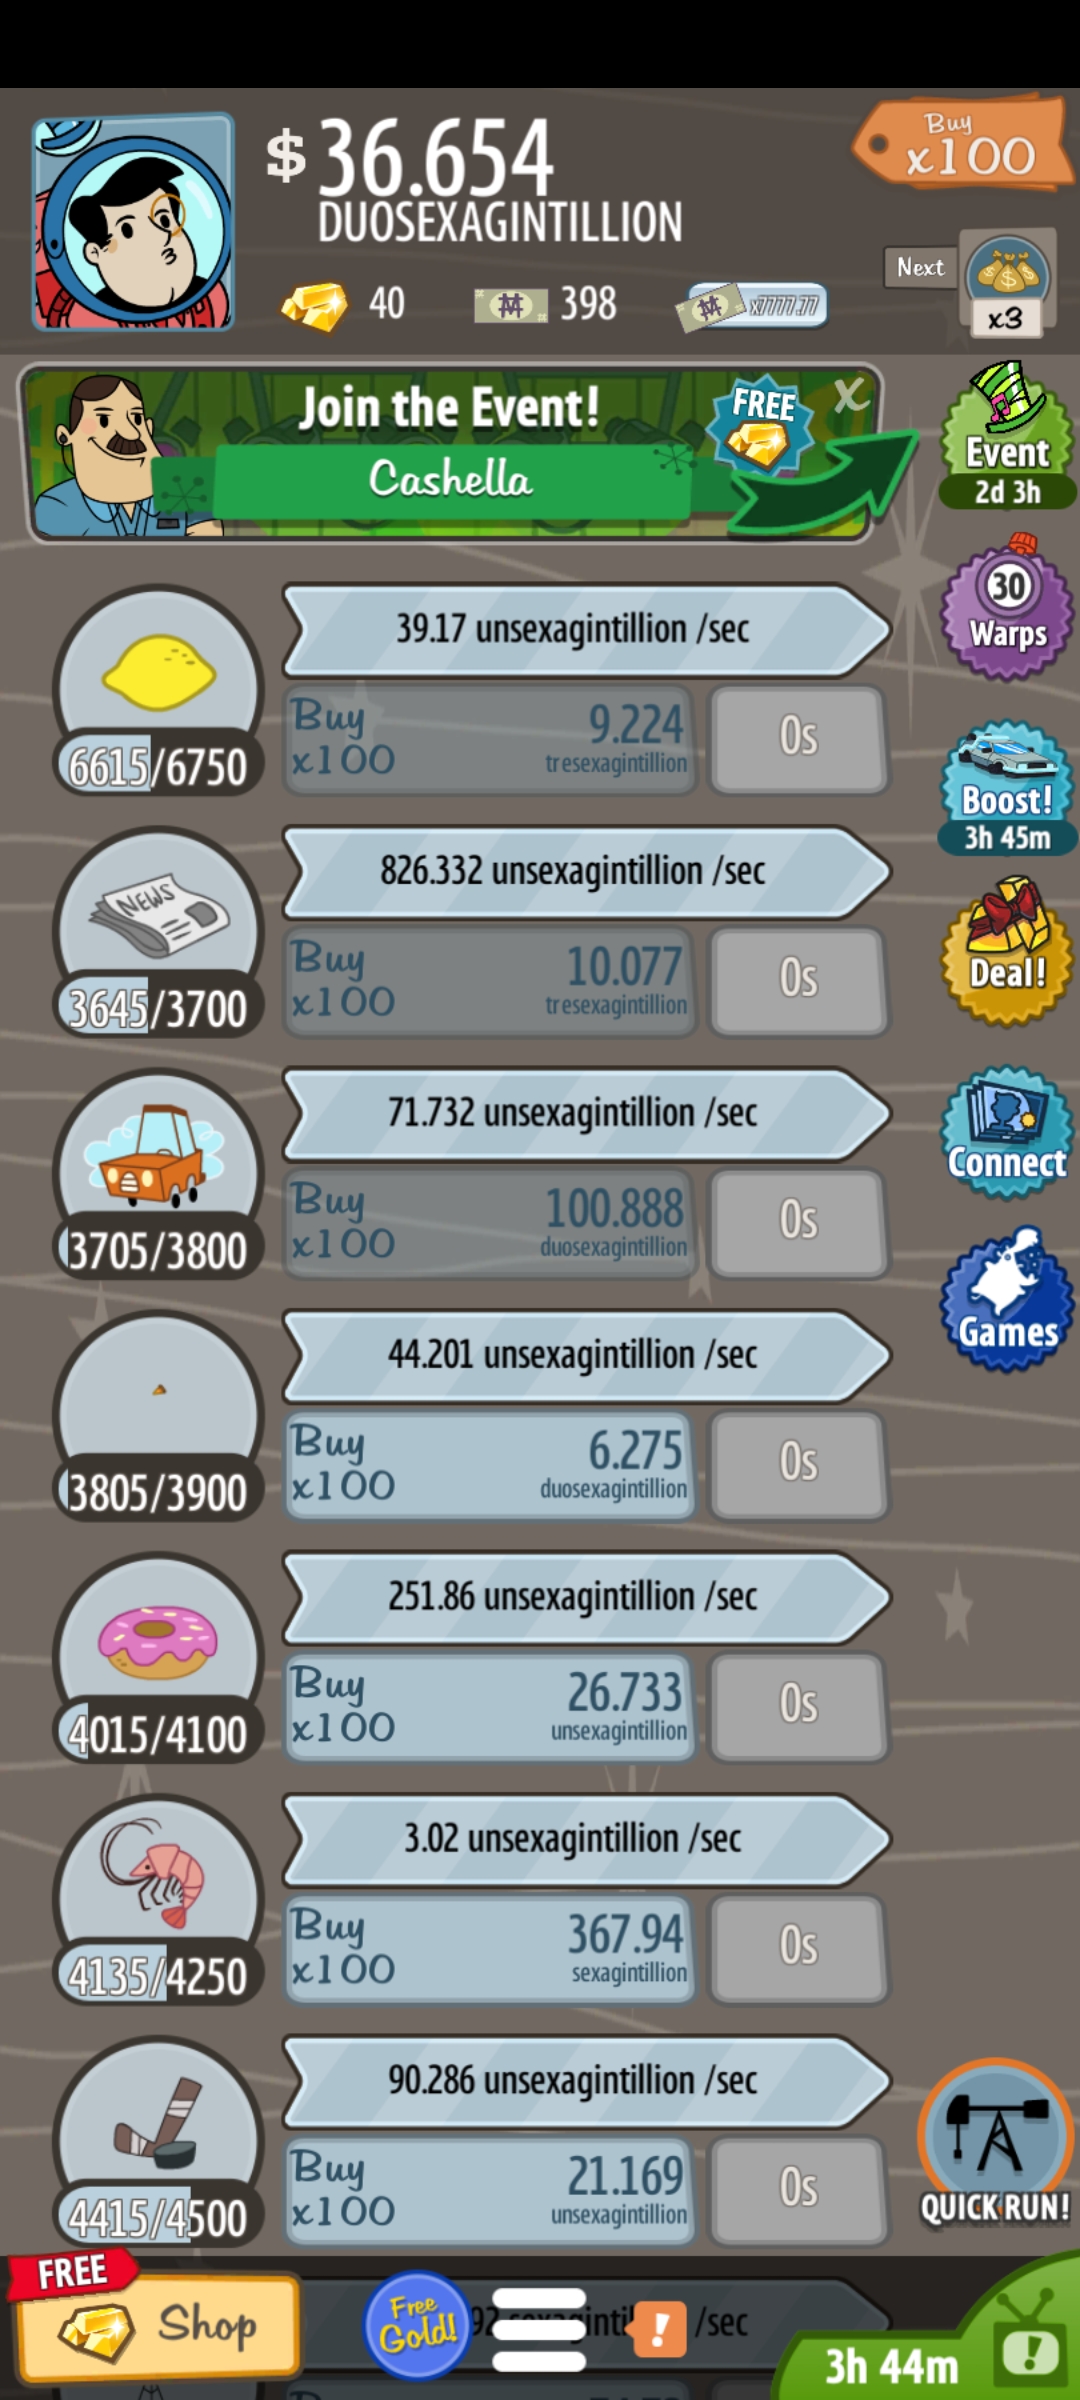 $ 36.654
DUOSEXAGINTILLION
Buy
x100
40
398
x7777.77
Next
x3
Join the Event!
Cashella
FREE
X
Event
2d 3h
30
Warps
39.17 unsexagintillion /sec
6615/6750
Buy
x100
9.224
tresexagintillion
0s
Boost!
3h 45m
826.332 unsexagintillion /sec
NEWS
3645/3700
Buy
x100
10.077
tresexagintillion
0s
Deal!
71.732 unsexagintillion /sec
3705/3800
Buy
x100
100.888
duosexagintillion
0s
Connect
Games
44.201 unsexagintillion /sec
3805/3900
Buy
x100
6.275
duosexagintillion
0s
251.86 unsexagintillion /sec
4015/4100
Buy
x100
26.733
unsexagintillion
0s
3.02 unsexagintillion /sec
4135/4250
Buy
x100
367.94
sexagintillion
0s
90.286 unsexagintillion /sec
4415/4500
Buy
x100
21.169
unsexagintillion
0s
QUICK RUN!
FREE
Shop
Free
Gold!
!
/sec
3h 44m
!
Buy